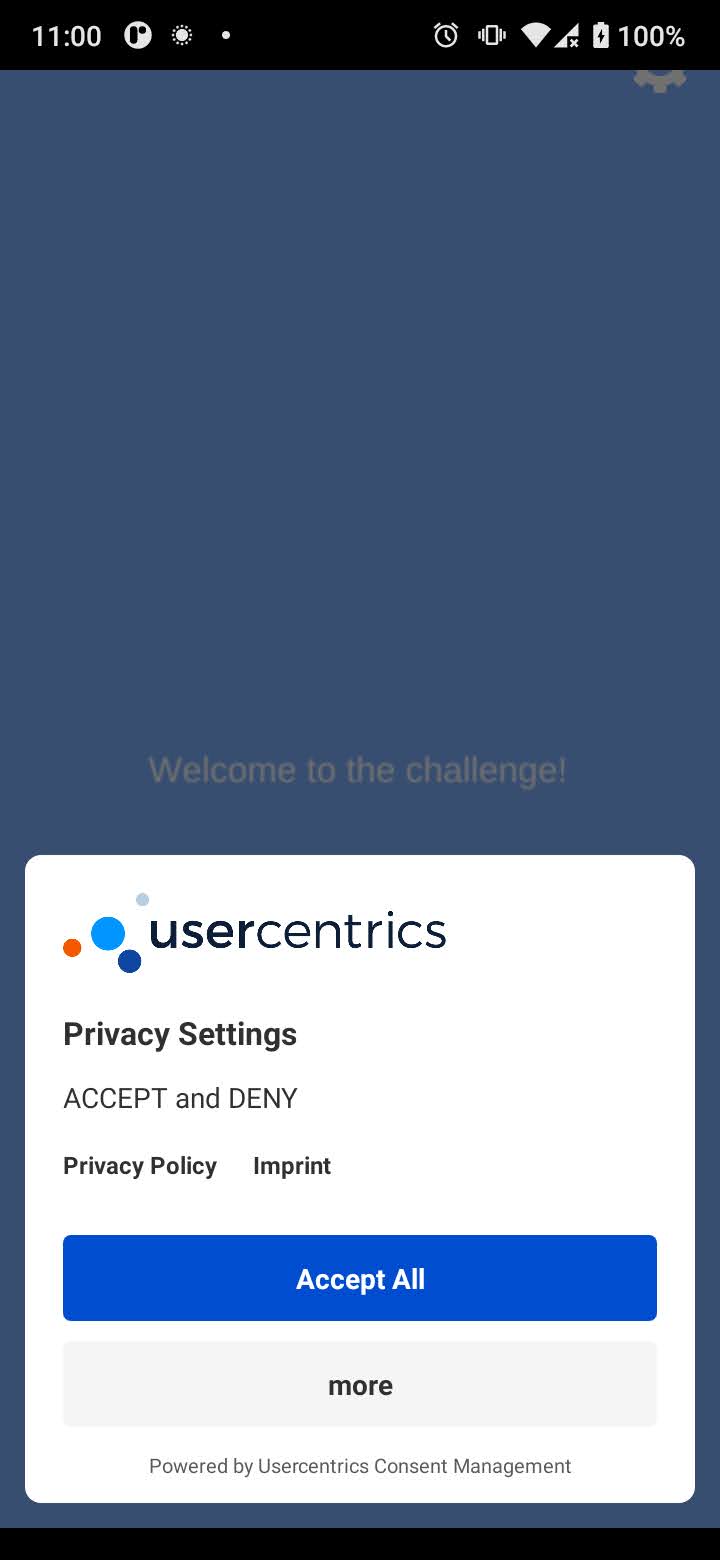 11:00 100%
Welcome to the challenge!
usercentrics
Privacy Settings
ACCEPT and DENY
Privacy Policy Imprint
Accept All
more
Powered by Usercentrics Consent Management